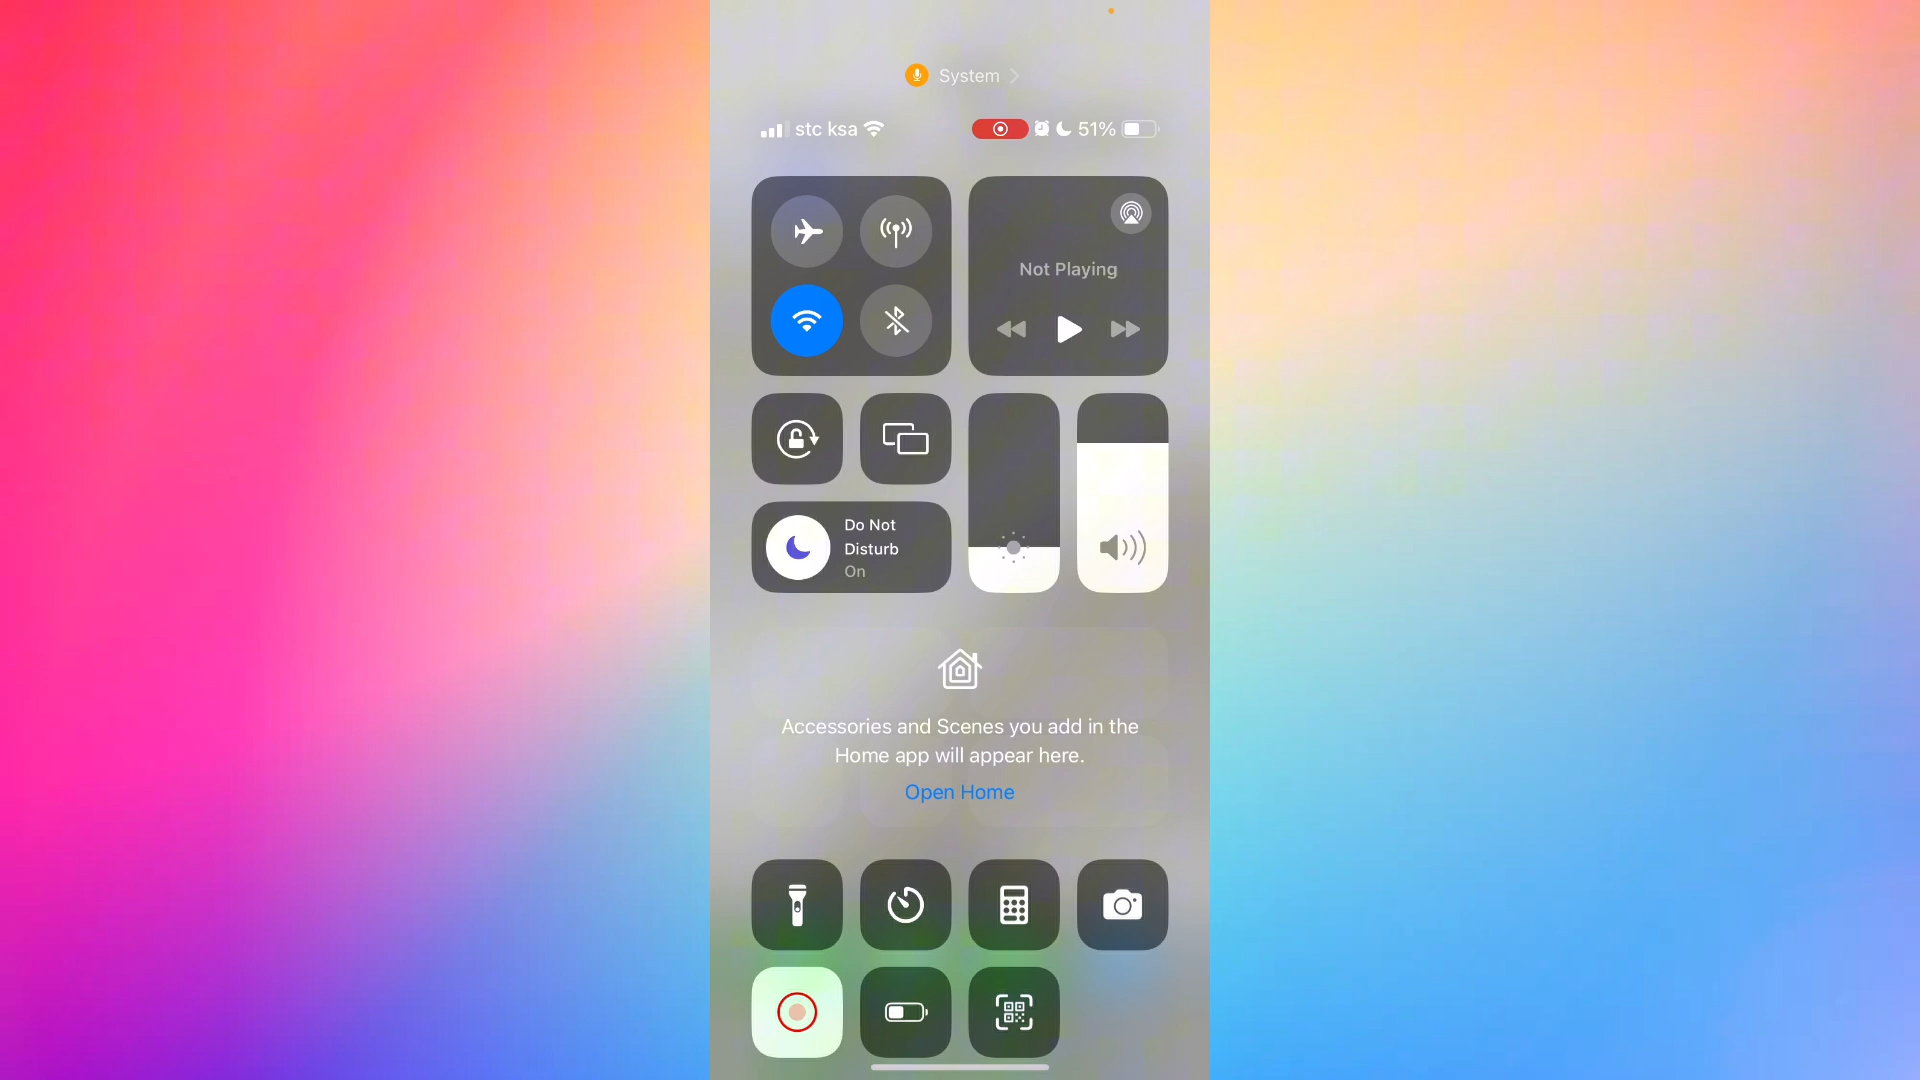 System
stc ksa
51%
Not Playing
Do Not
Disturb
On
Accessories and Scenes you add in the
Home app will appear here.
Open Home